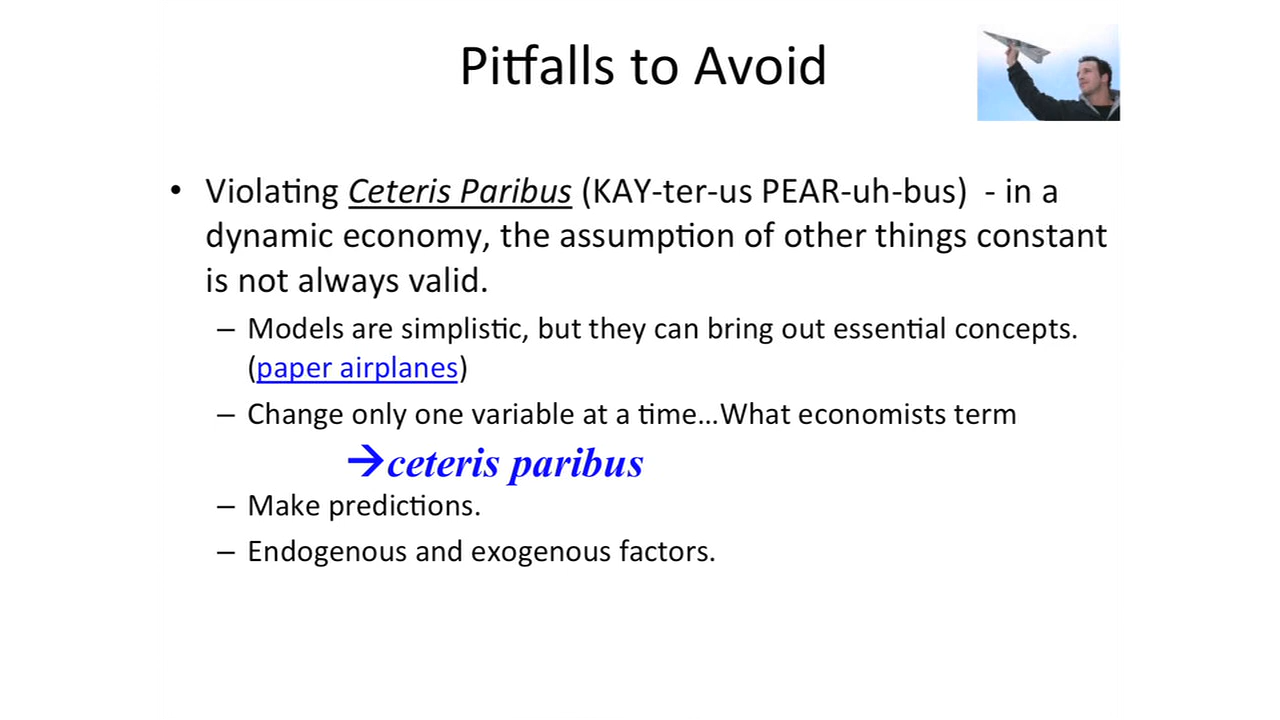 Pitfalls to Avoid
• Violating Ceteris Paribus (KAY-ter-us PEAR-uh-bus)  - in a
dynamic economy, the assumption of other things constant
is not always valid.
– Models are simplistic, but they can bring out essential concepts.
(paper airplanes)
– Change only one variable at a time…What economists term
→ceteris paribus
– Make predictions.
– Endogenous and exogenous factors.